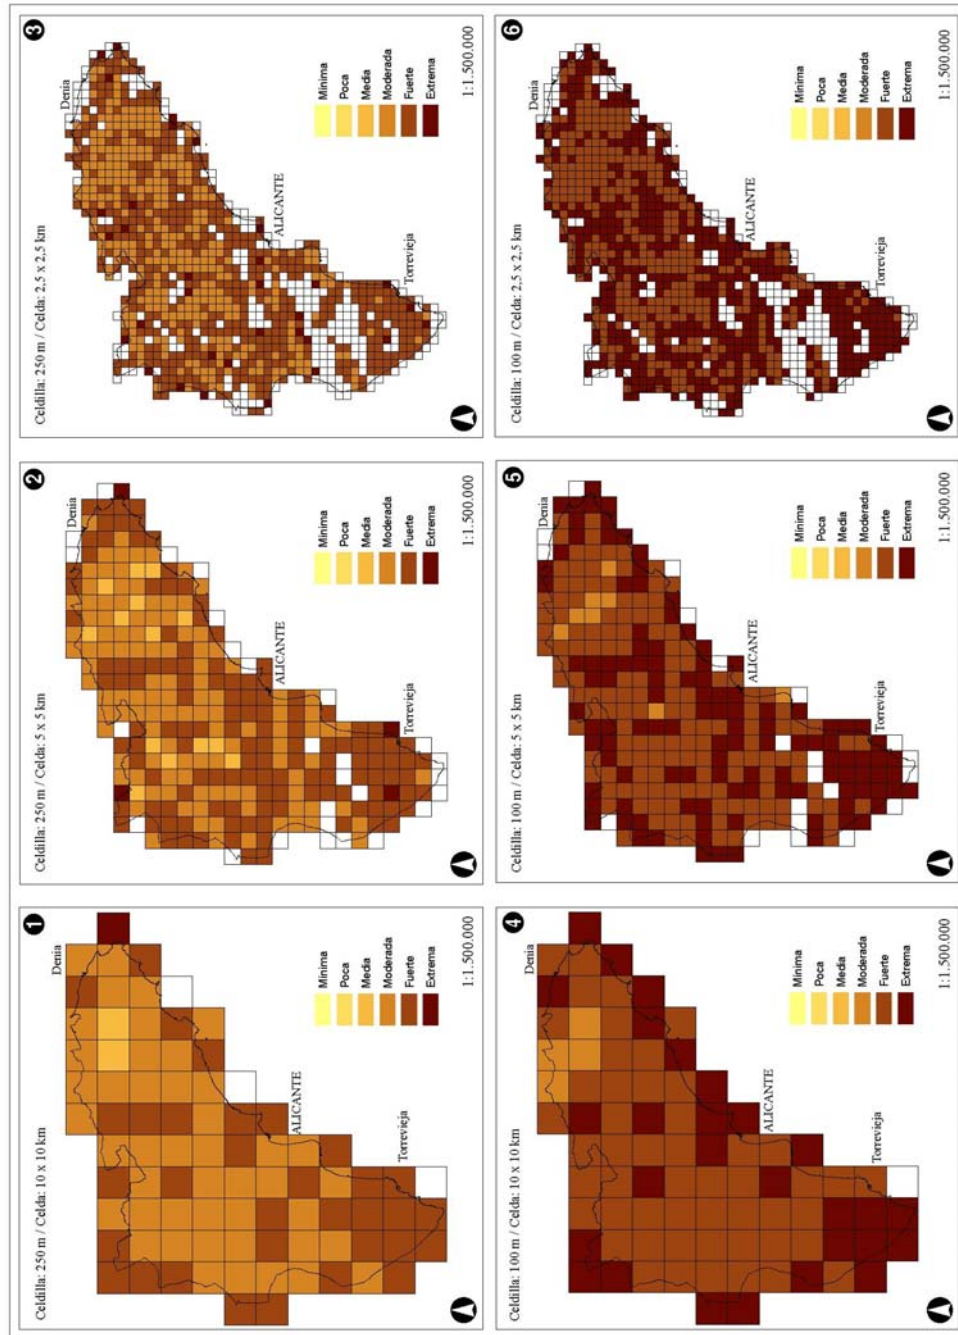 Celdilla: 250 m / Celda: 10 x 10 km
1
Denia
ALICANTE
Torrevieja
Mínima
Poca
Media
Moderada
Fuerte
Extrema
1:1.500.000
Celdilla: 250 m / Celda: 5 x 5 km
2
Denia
ALICANTE
Torrevieja
Mínima
Poca
Media
Moderada
Fuerte
Extrema
1:1.500.000
Celdilla: 250 m / Celda: 2,5 x 2,5 km
3
Denia
ALICANTE
Torrevieja
Mínima
Poca
Media
Moderada
Fuerte
Extrema
1:1.500.000
Celdilla: 100 m / Celda: 10 x 10 km
4
Denia
ALICANTE
Torrevieja
Mínima
Poca
Media
Moderada
Fuerte
Extrema
1:1.500.000
Celdilla: 100 m / Celda: 5 x 5 km
5
Denia
ALICANTE
Torrevieja
Mínima
Poca
Media
Moderada
Fuerte
Extrema
1:1.500.000
Celdilla: 100 m / Celda: 2,5 x 2,5 km
6
Denia
ALICANTE
Torrevieja
Mínima
Poca
Media
Moderada
Fuerte
Extrema
1:1.500.000